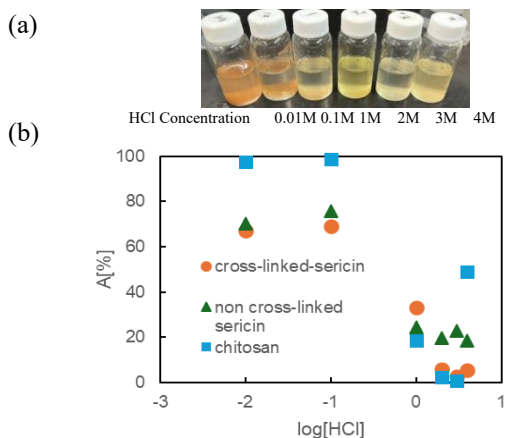 (a)
HCl Concentration 0.01M 0.1M 1M 2M 3M 4M
(b)
100
80
60
40
20
0
A[%]
cross-linked-sericin
non cross-linked
sericin
chitosan
-3 -2 -1 0 1
log[HCl]